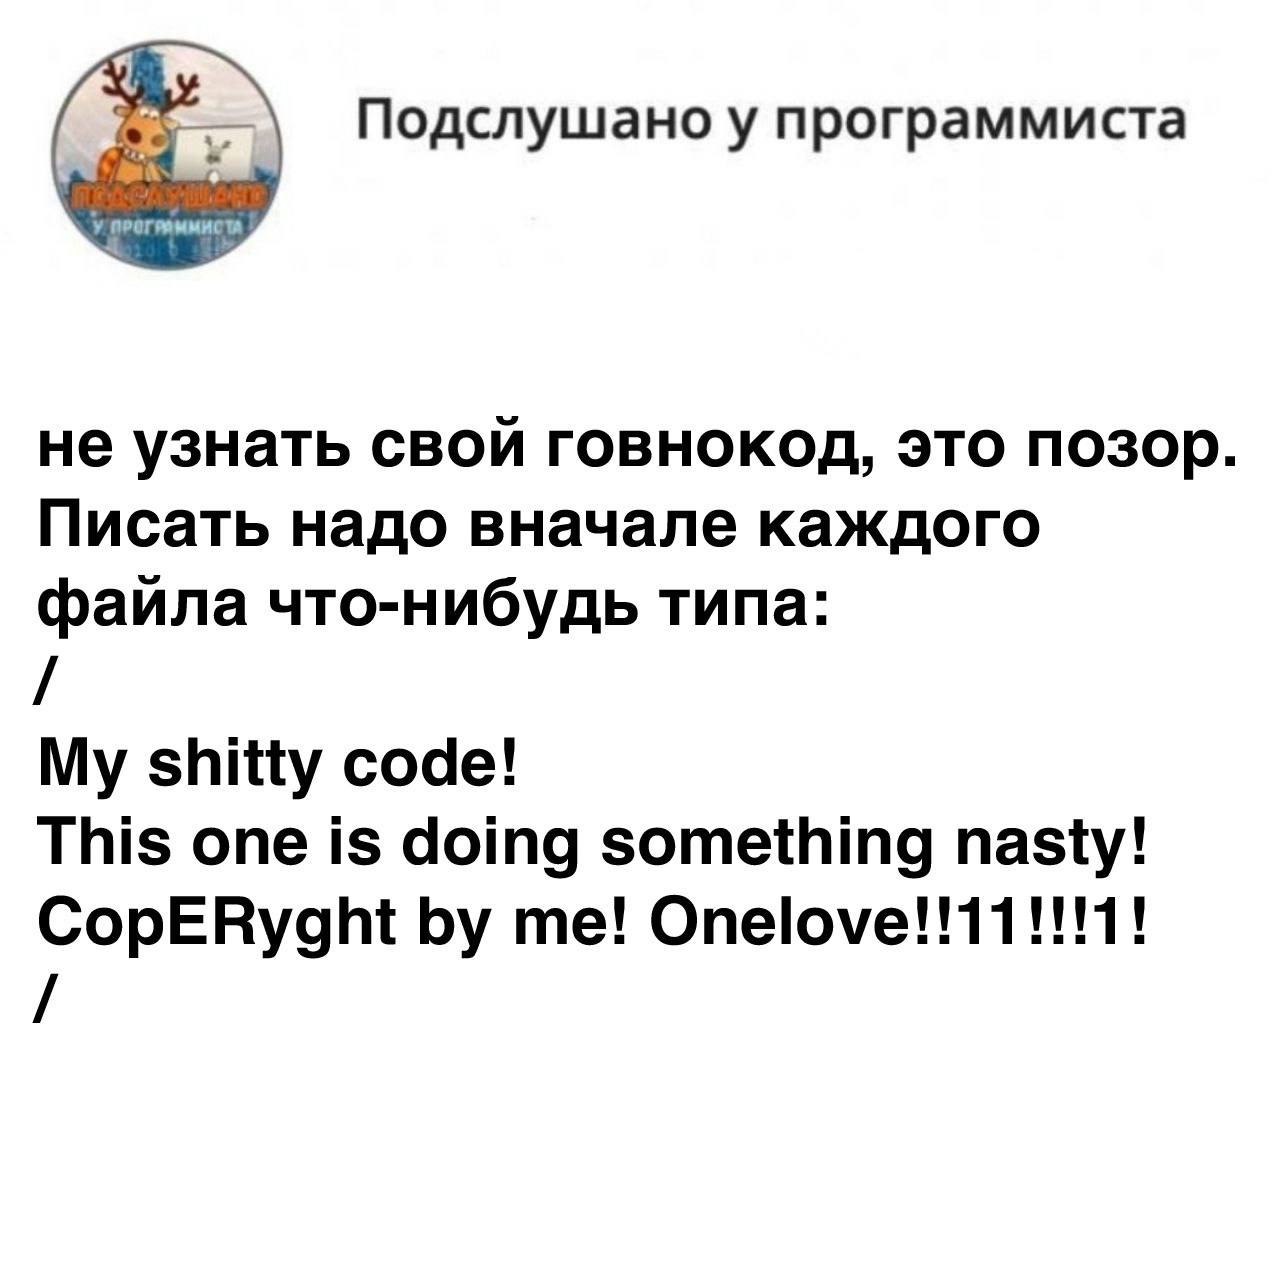 ПОДСЛУШАНО
У ПРОГРАММИСТА
Подслушано у программиста
не узнать свой говнокод, это позор.
Писать надо вначале каждого
файла что-нибудь типа:
/
My shitty code!
This one is doing something nasty!
CopERyght by me! Onelove!!11!!!1!
/